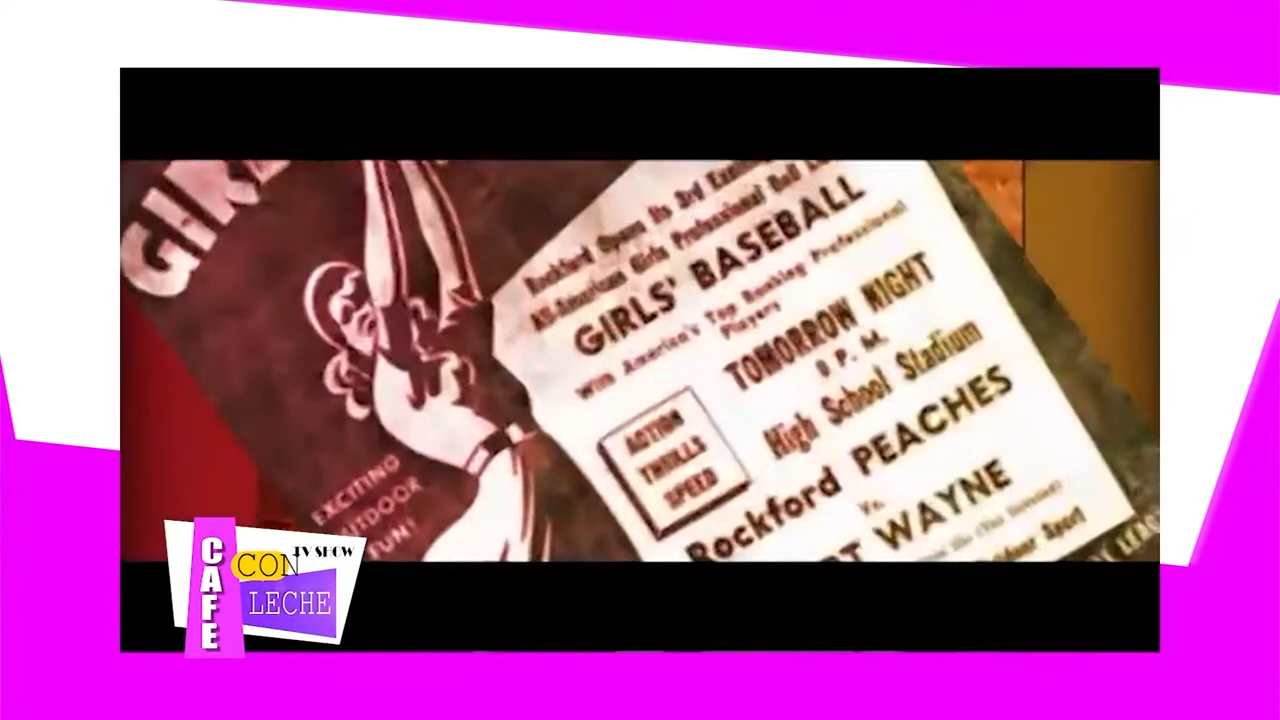 GIRL
EXCITING
OUTDOOR
FUN!
Rockford Opens Its 3rd
All-American Girls Professional Ball
GIRLS' BASEBALL
With America's Top Ranking Professional
Players
TOMORROW NIGHT
P. M.
High School Stadium
ACTION
THRILLS
SPEED
Rockford PEACHES
Vs.
RT WAYNE
CAFE
CON
TV SHOW
LECHE